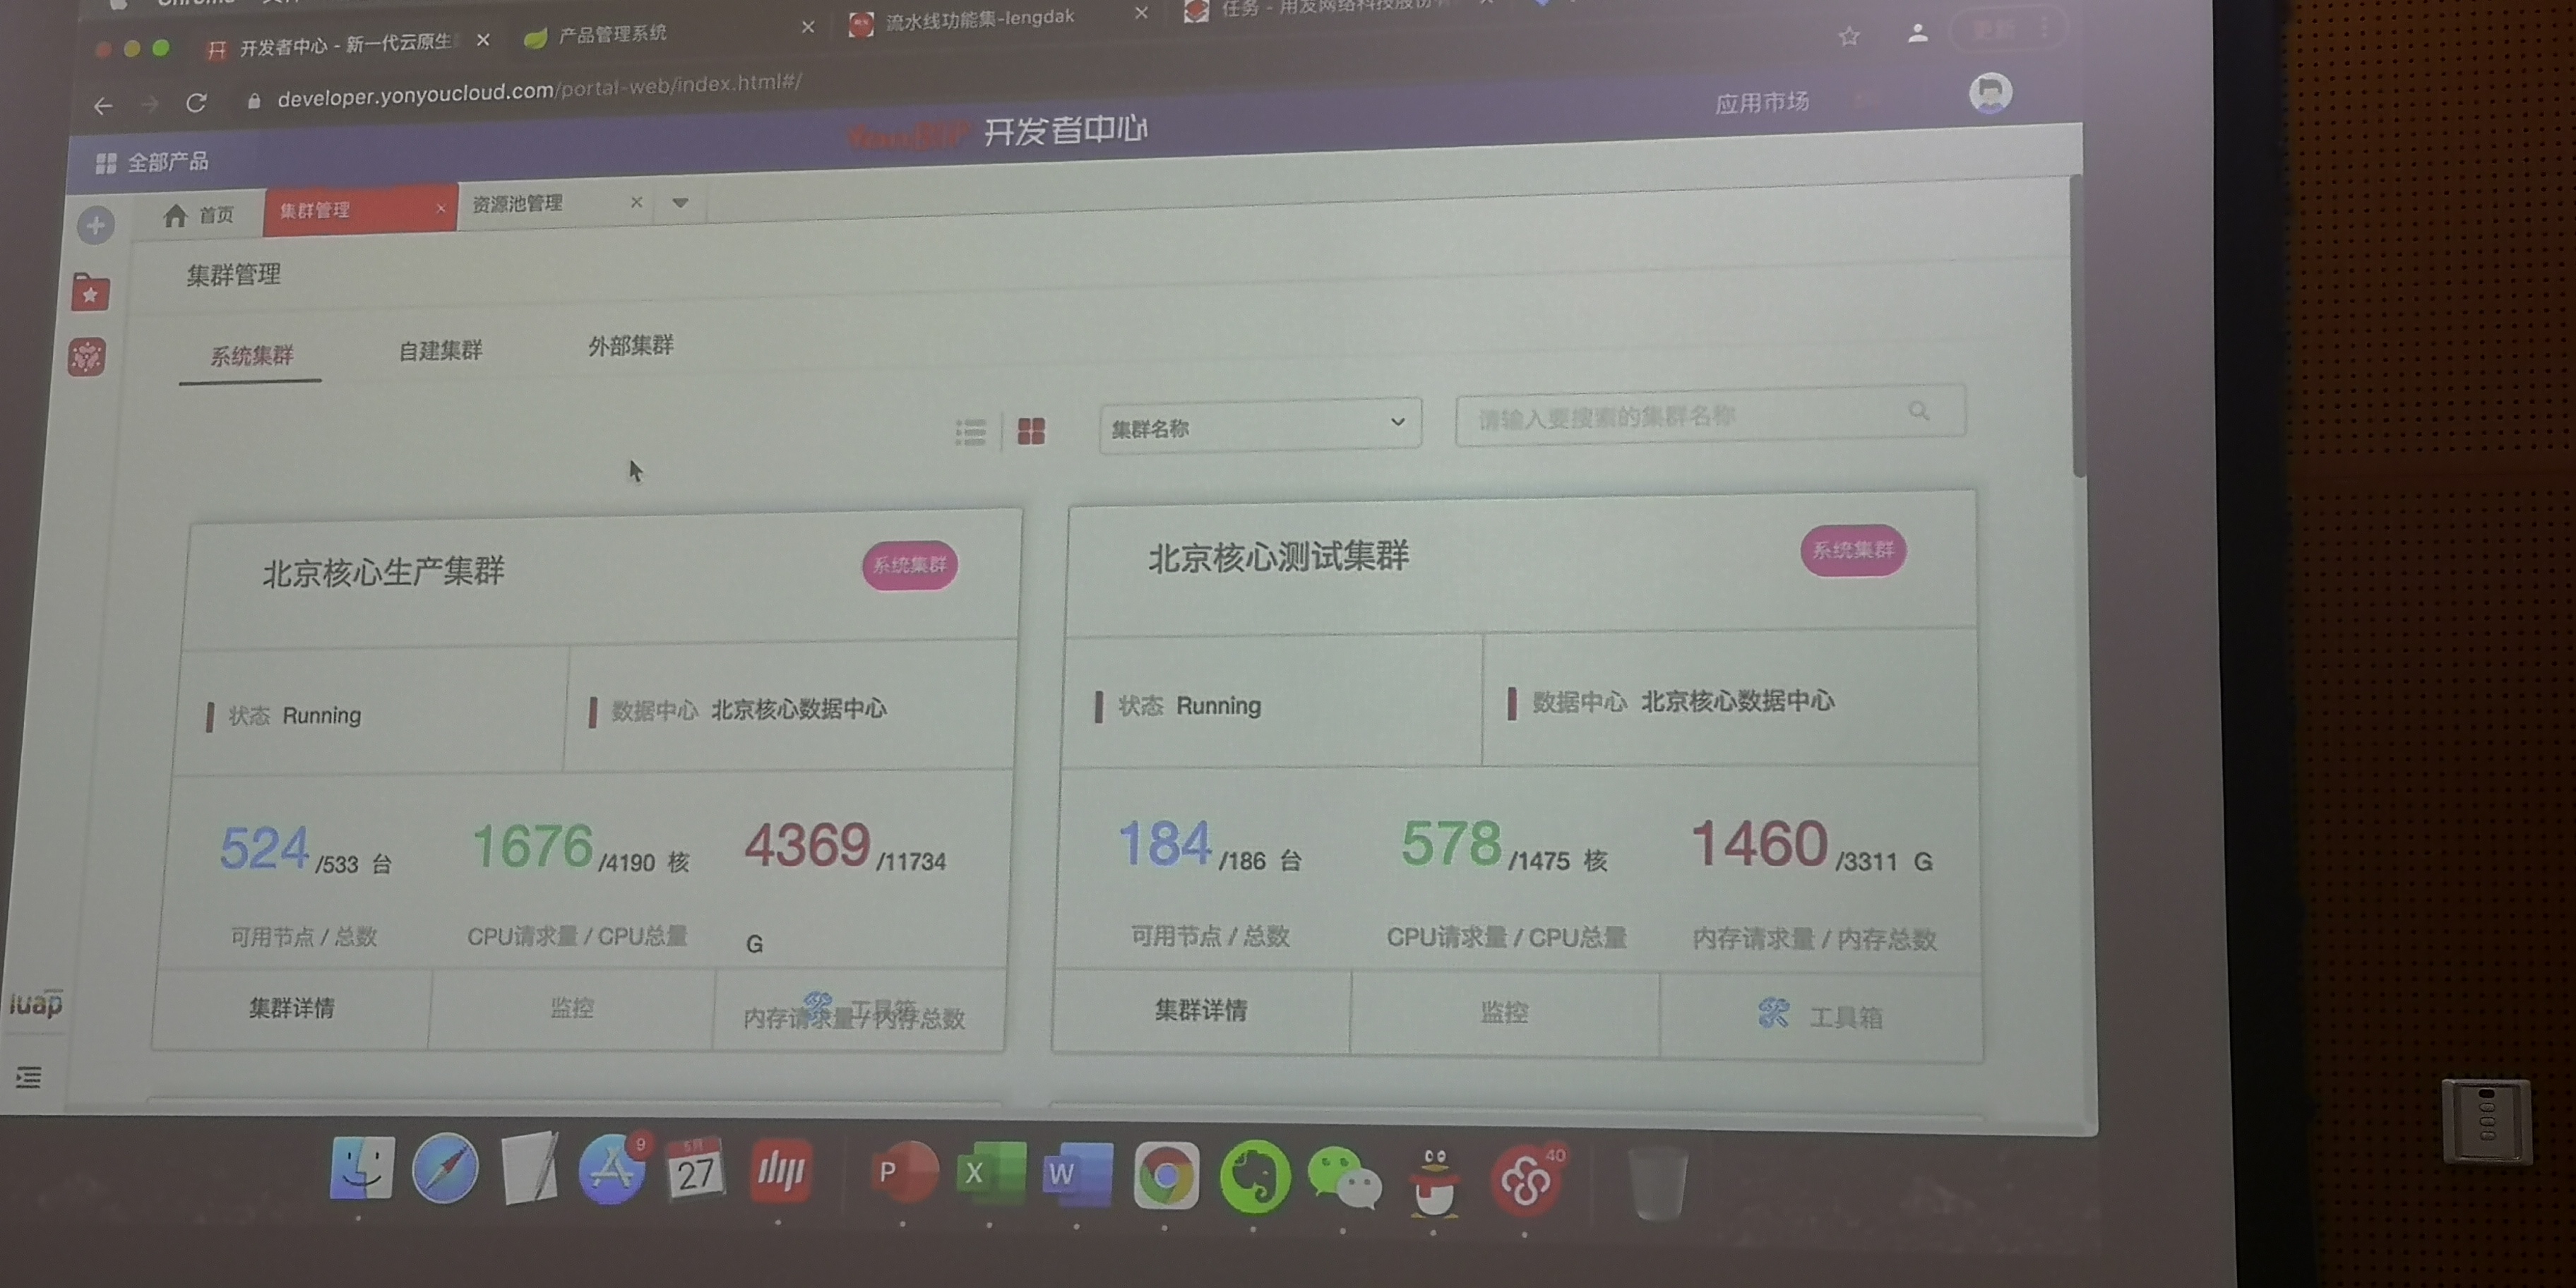 Chrome
开发者中心 - 新一代云原生
产品管理系统
流水线功能集-lengdak
任务 - 用友网络科技股份有
developer.yonyoucloud.com/portal-web/index.html#/
更新
全部产品
开发者中心
应用市场
首页
集群管理
资源池管理
集群管理
系统集群
自建集群
外部集群
集群名称
请输入要搜索的集群名称
北京核心生产集群
系统集群
状态 Running
数据中心 北京核心数据中心
524/533 台
1676/4190 核
4369/11734
G
可用节点 / 总数
CPU请求量 / CPU总量
内存请求量 / 内存总数
集群详情
监控
工具箱
北京核心测试集群
系统集群
状态 Running
数据中心 北京核心数据中心
184/186 台
578/1475 核
1460/3311 G
可用节点 / 总数
CPU请求量 / CPU总量
内存请求量 / 内存总数
集群详情
监控
工具箱
iuap
9
5月
27
P
X
W
40